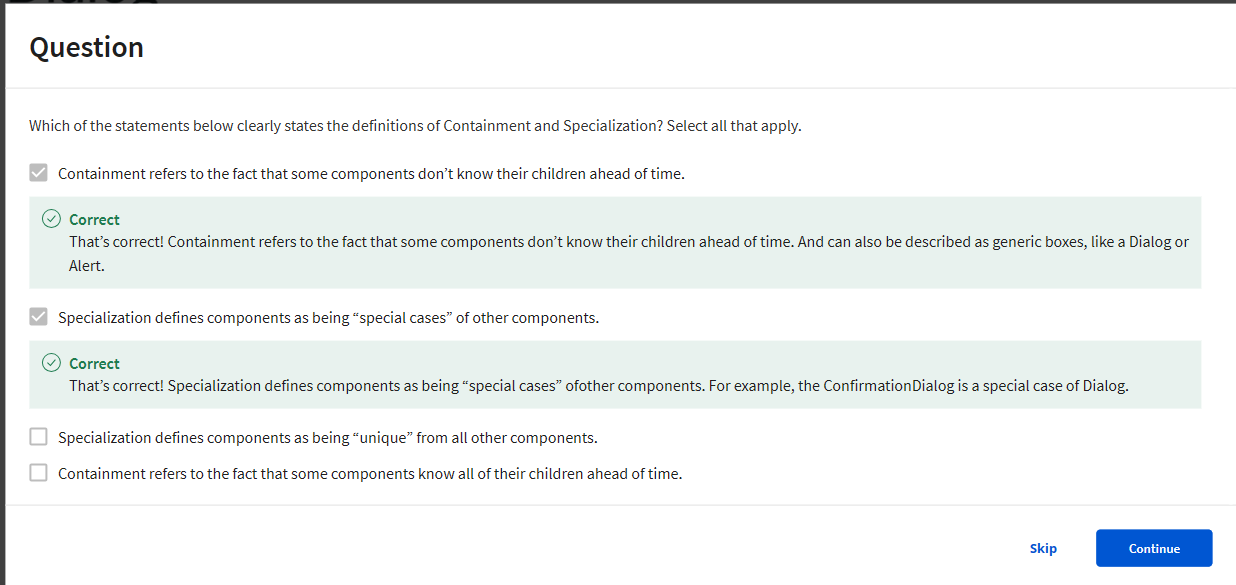 Question
Which of the statements below clearly states the definitions of Containment and Specialization? Select all that apply.
Containment refers to the fact that some components don’t know their children ahead of time.
Correct
That’s correct! Containment refers to the fact that some components don’t know their children ahead of time. And can also be described as generic boxes, like a Dialog or
Alert.
Specialization defines components as being “special cases” of other components.
Correct
That’s correct! Specialization defines components as being “special cases” ofother components. For example, the ConfirmationDialog is a special case of Dialog.
Specialization defines components as being “unique” from all other components.
Containment refers to the fact that some components know all of their children ahead of time.
Skip
Continue